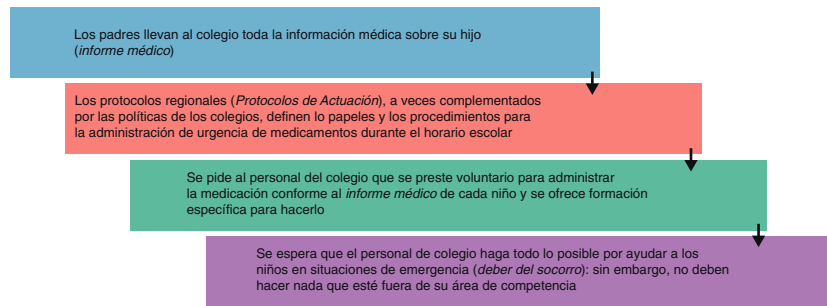 Los padres llevan al colegio toda la información médica sobre su hijo
(informe médico)
Los protocolos regionales (Protocolos de Actuación), a veces complementados
por las políticas de los colegios, definen lo papeles y los procedimientos para
la administración de urgencia de medicamentos durante el horario escolar
Se pide al personal del colegio que se preste voluntario para administrar
la medicación conforme al informe médico de cada niño y se ofrece formación
específica para hacerlo
Se espera que el personal de colegio haga todo lo posible por ayudar a los
niños en situaciones de emergencia (deber del socorro): sin embargo, no deben
hacer nada que esté fuera de su área de competencia